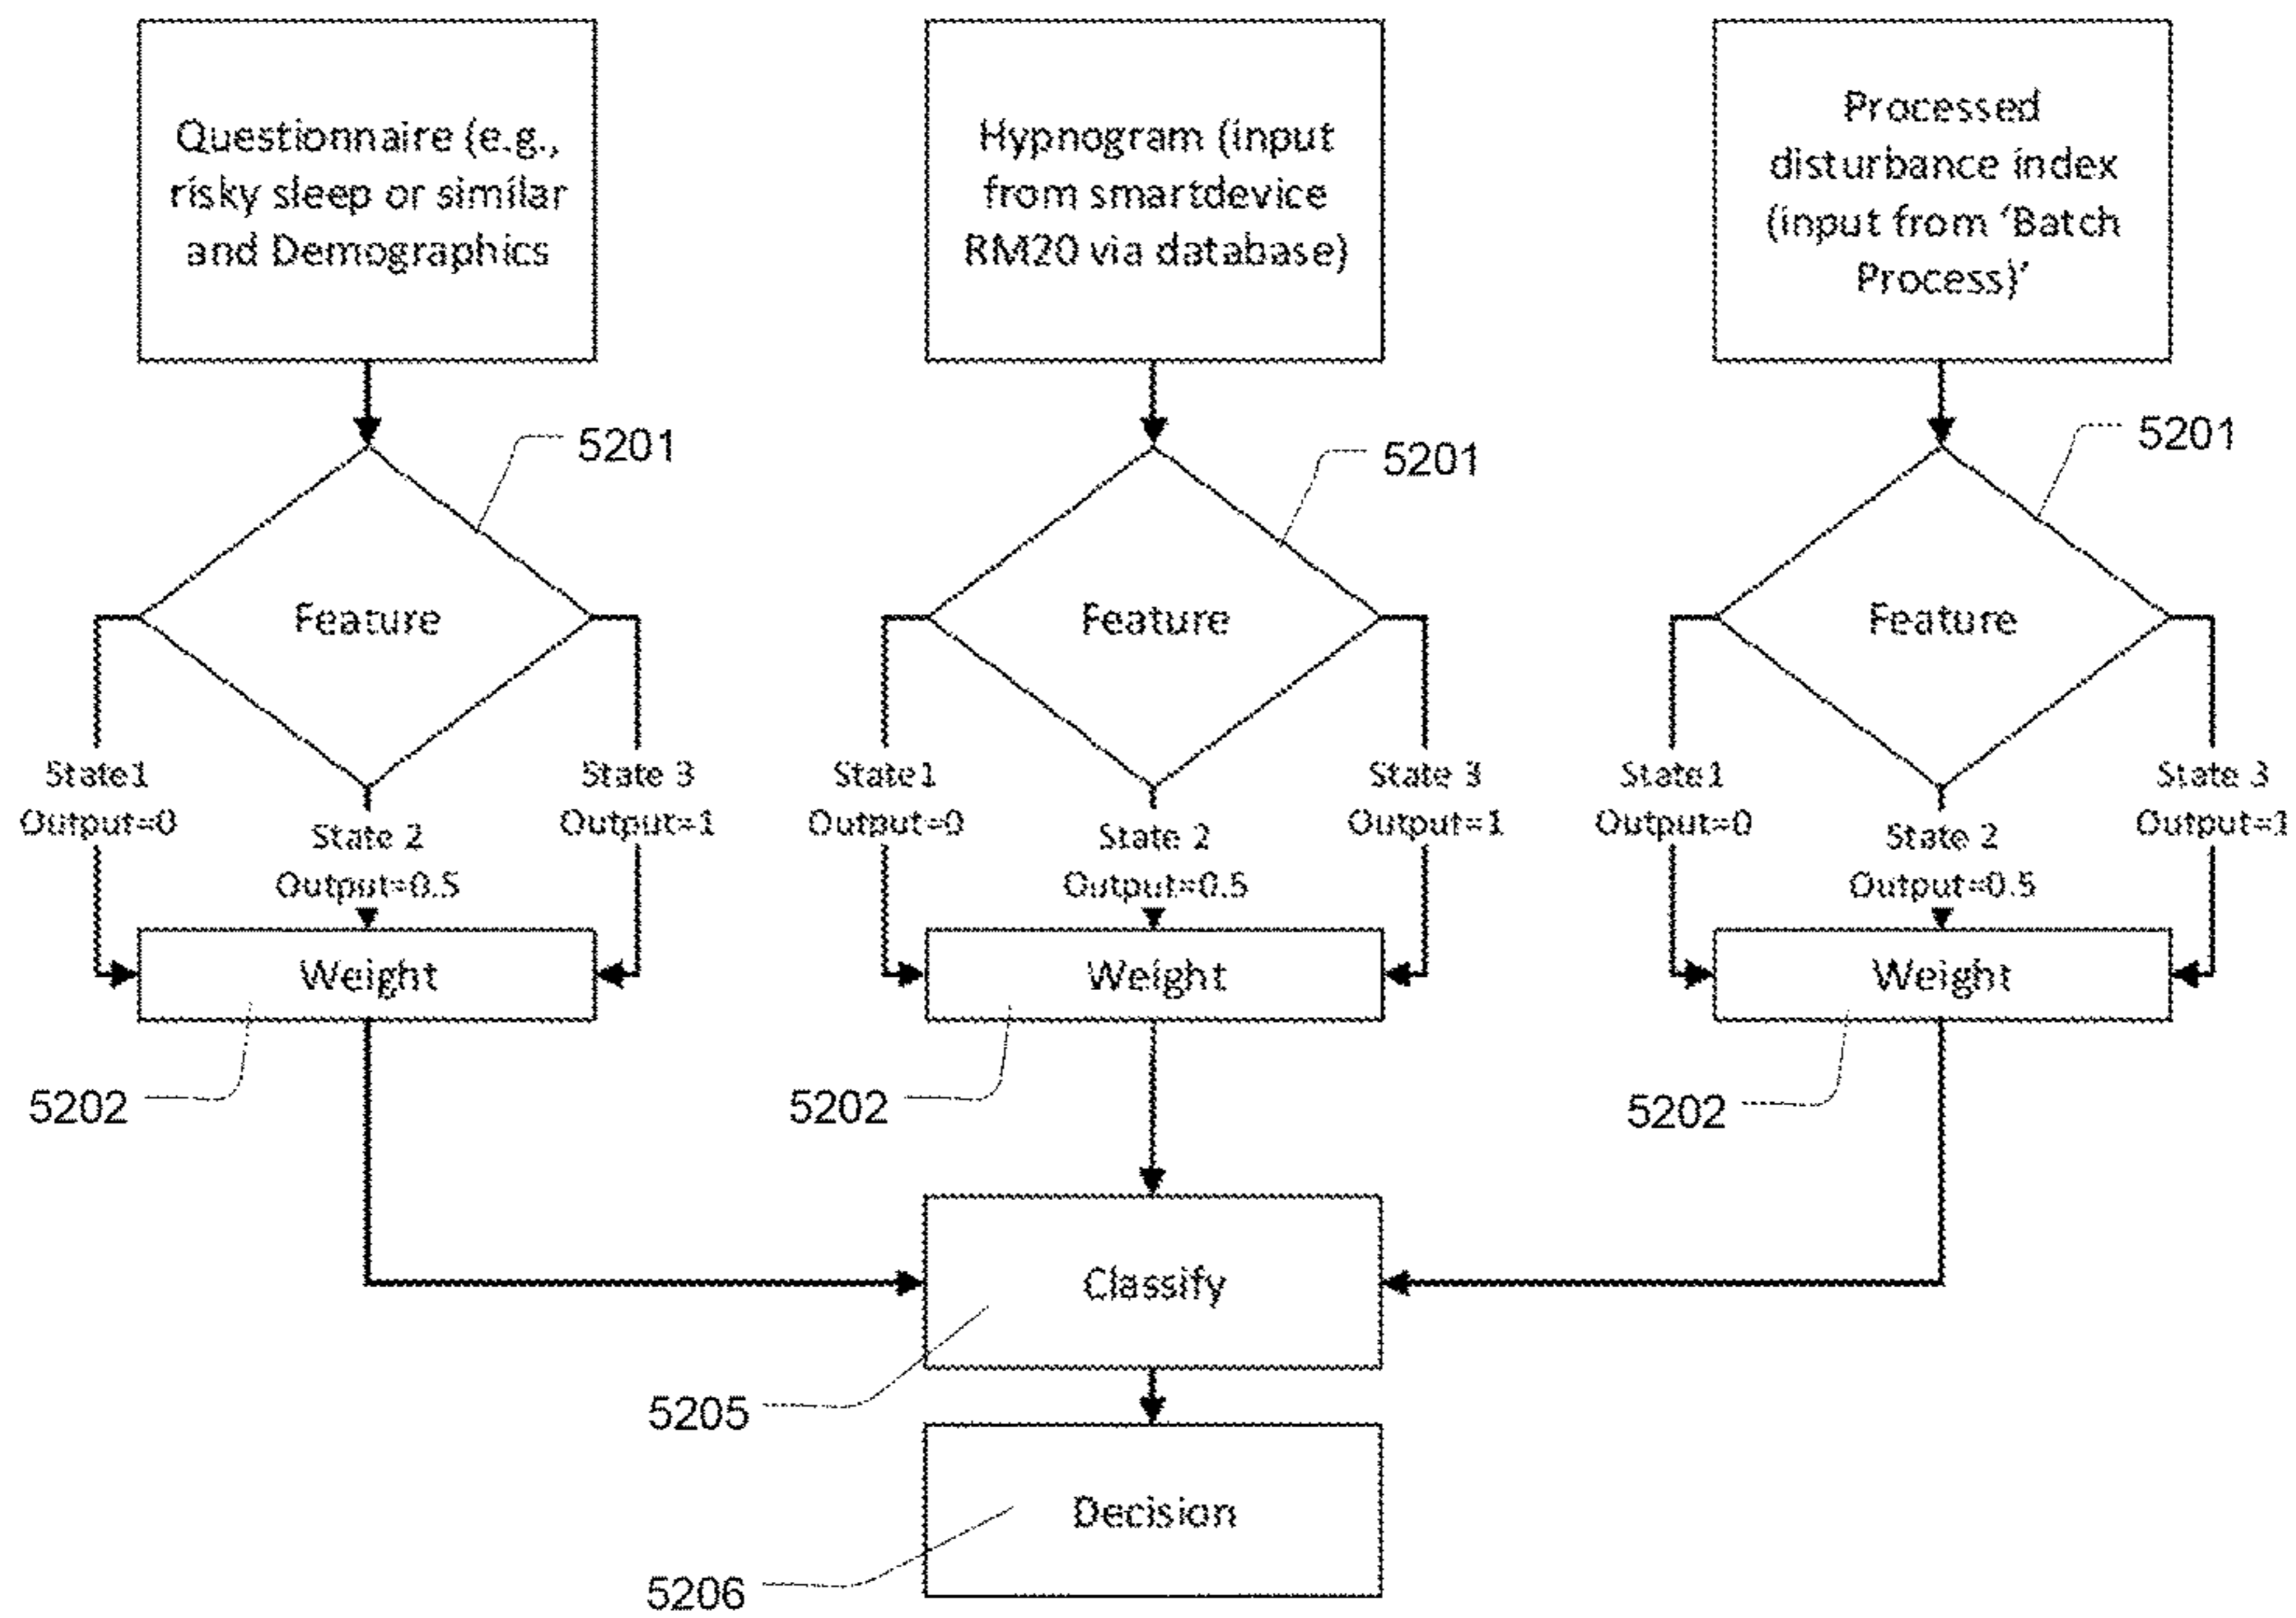 Questionnaire (e.g.,
risky sleep or similar
and Demographics
Hypnogram (input
from smartdevice
RM20 via database)
Processed
disturbance index
(input from ‘Batch
Process)’
5201
5201
5201
Feature
Feature
Feature
State1
Output=0
State 2
Output=0.5
State 3
Output=1
State1
Output=0
State 2
Output=0.5
State 3
Output=1
State1
Output=0
State 2
Output=0.5
State 3
Output=1
Weight
Weight
Weight
5202
5202
5202
Classify
5205
Decision
5206